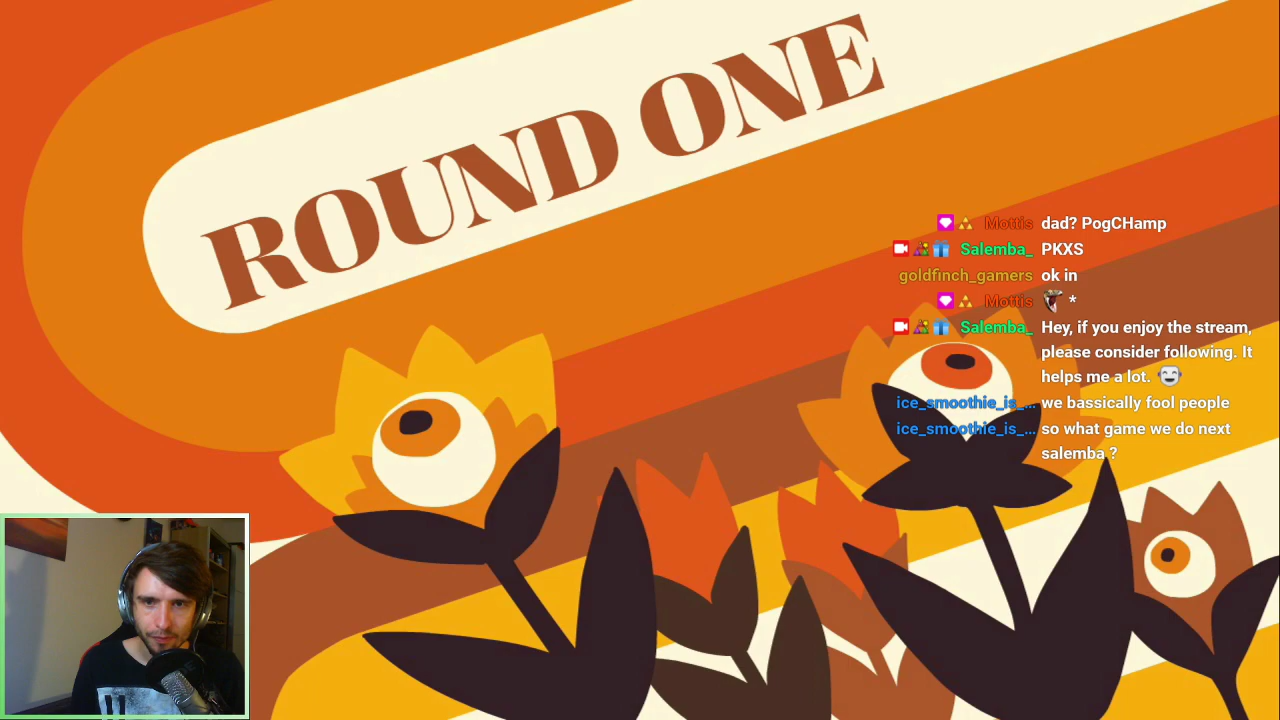 ROUND ONE
Mottis dad? PogCHamp
Salemba_ PKXS
goldfinch_gamers ok in
Mottis *
Salemba_ Hey, if you enjoy the stream,
please consider following. It
helps me a lot.
ice_smoothie_is_... we bassically fool people
ice_smoothie_is_... so what game we do next
salemba ?